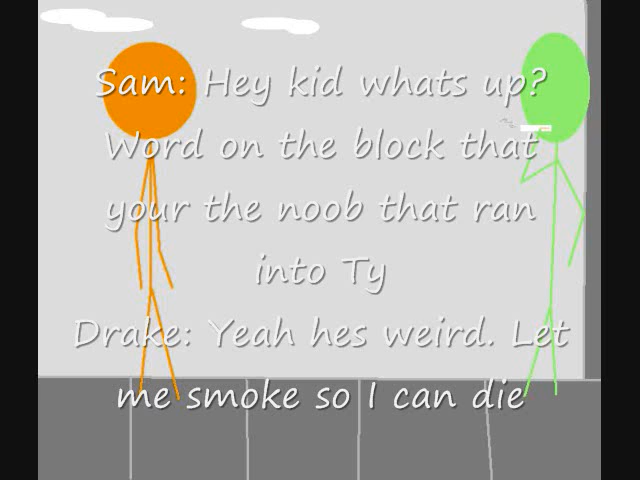 Sam: Hey kid whats up?
Word on the block that
your the noob that ran
into Ty
Drake: Yeah hes weird. Let
me smoke so I can die